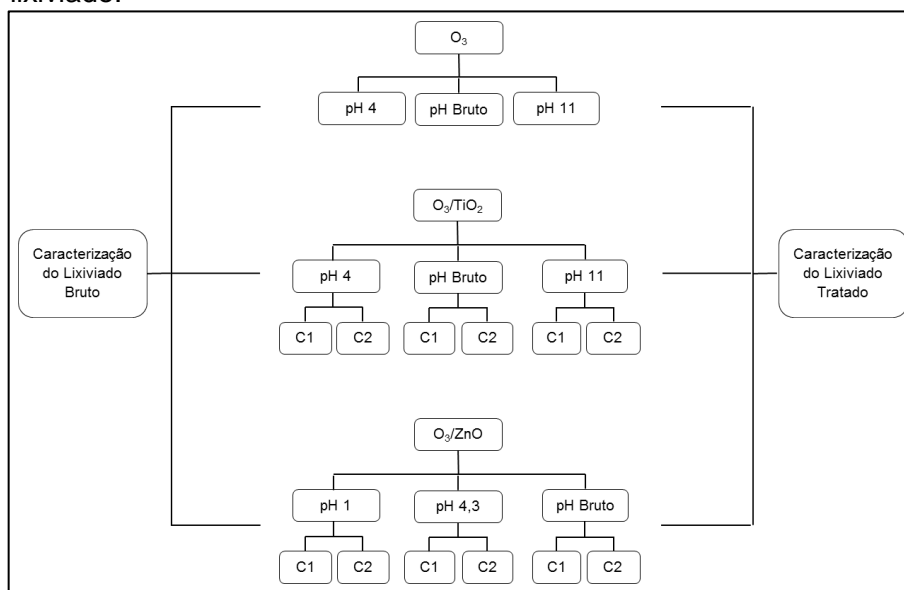 lixiviado.
O₃
pH 4
pH Bruto
pH 11
O₃/TiO₂
Caracterização
do Lixiviado
Bruto
pH 4
pH Bruto
pH 11
Caracterização
do Lixiviado
Tratado
C1
C2
C1
C2
C1
C2
O₃/ZnO
pH 1
pH 4,3
pH Bruto
C1
C2
C1
C2
C1
C2